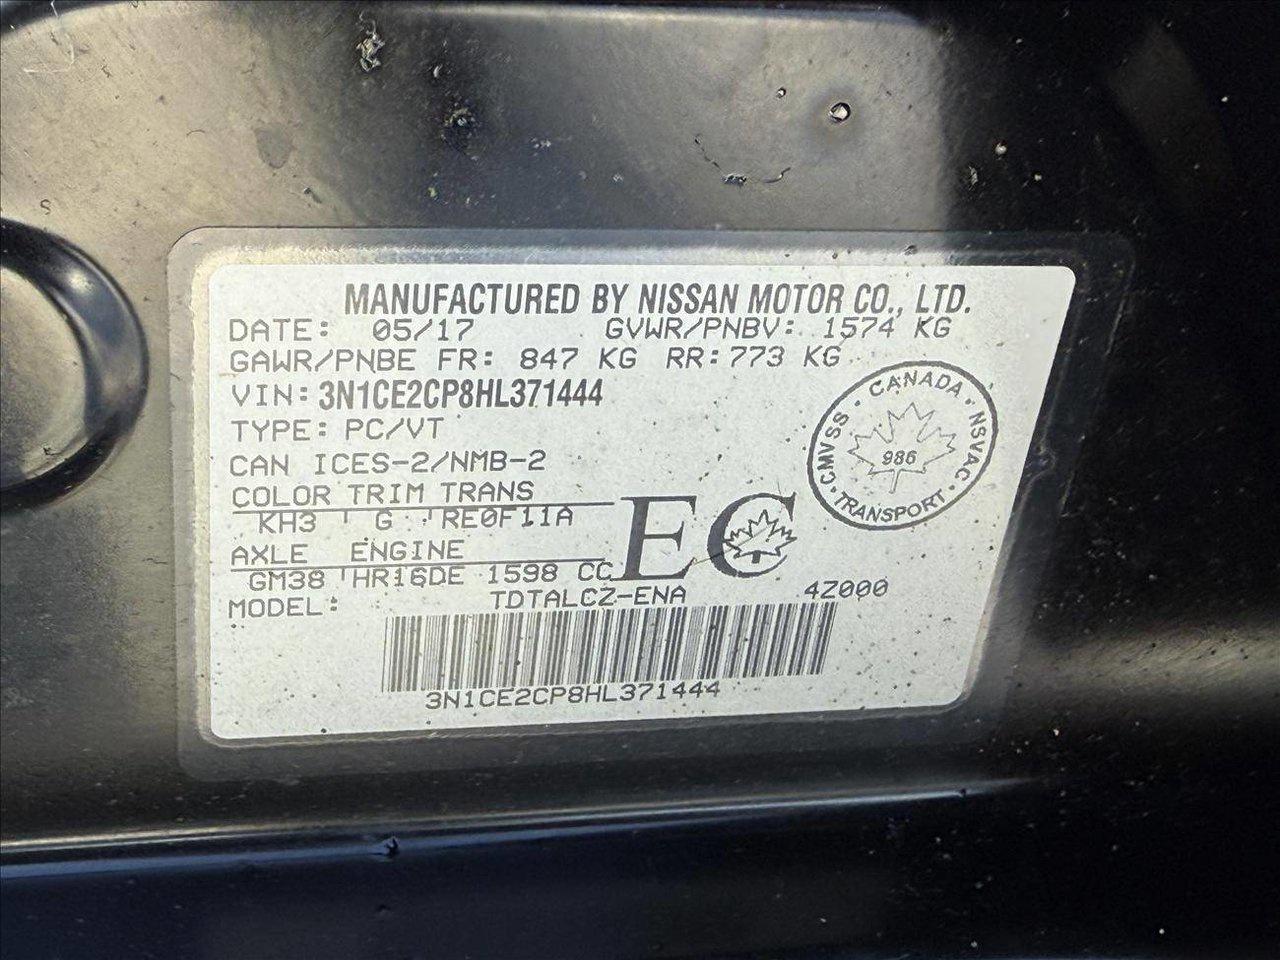 MANUFACTURED BY NISSAN MOTOR CO., LTD.
DATE: 05/17 GVWR/PNBV: 1574 KG
GAWR/PNBE FR: 847 KG RR: 773 KG
VIN: 3N1CE2CP8HL371444
TYPE: PC/VT
CAN ICES-2/NMB-2
COLOR TRIM TRANS
KH3 G RE0F11A
AXLE ENGINE
GM38 HR16DE 1598 CC
MODEL: TDTALCZ-ENA 4Z000
3N1CE2CP8HL371444
EC
CMVSS · CANADA · NSVAC · TRANSPORT ·
986